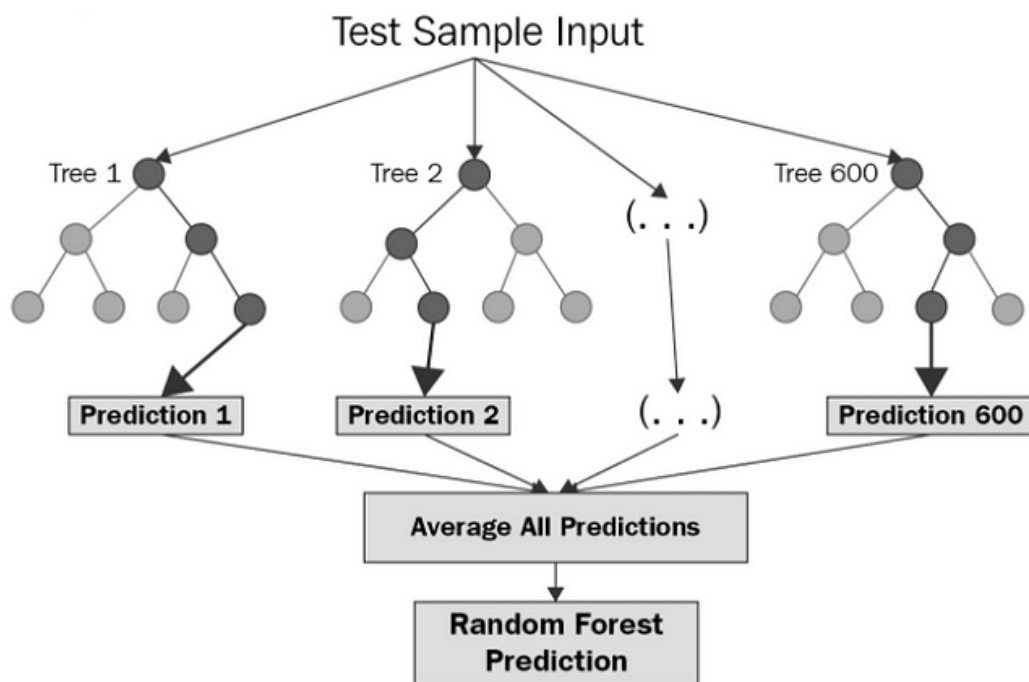 Test Sample Input
Tree 1
Tree 2
Tree 600
(. . .)
Prediction 1
Prediction 2
(. . .)
Prediction 600
Average All Predictions
Random Forest
Prediction